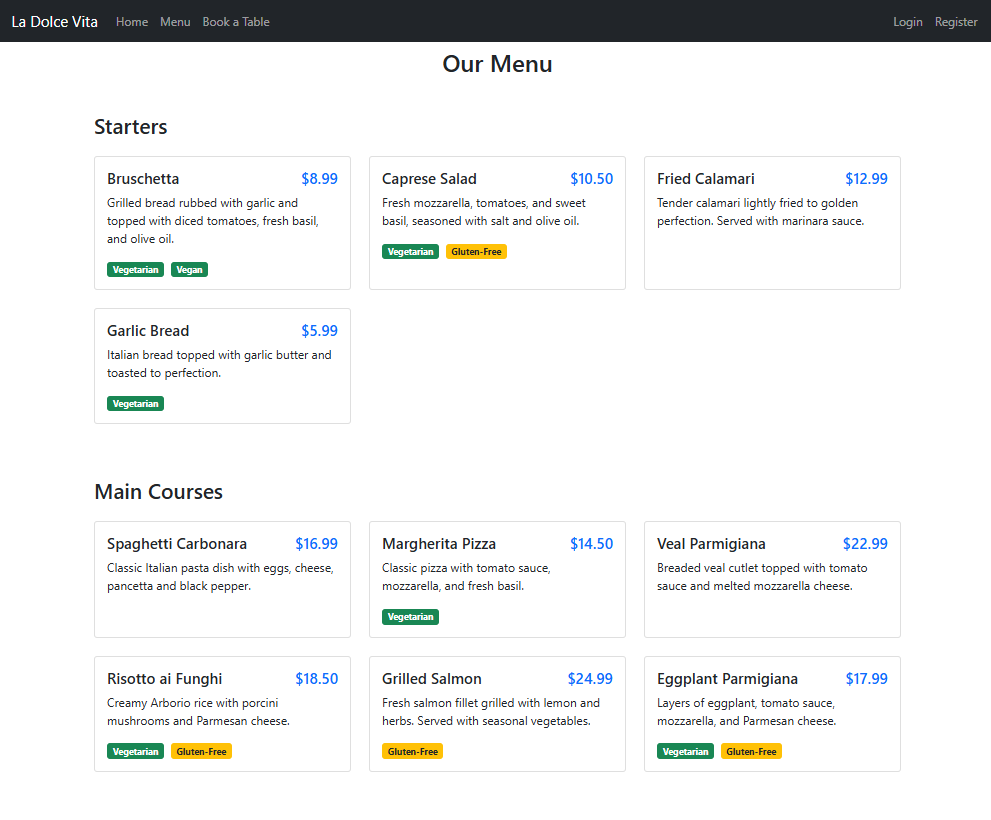 La Dolce Vita Home Menu Book a Table Login Register
Our Menu
Starters
Bruschetta $8.99
Grilled bread rubbed with garlic and
topped with diced tomatoes, fresh basil,
and olive oil.
Vegetarian Vegan
Caprese Salad $10.50
Fresh mozzarella, tomatoes, and sweet
basil, seasoned with salt and olive oil.
Vegetarian Gluten-Free
Fried Calamari $12.99
Tender calamari lightly fried to golden
perfection. Served with marinara sauce.
Garlic Bread $5.99
Italian bread topped with garlic butter and
toasted to perfection.
Vegetarian
Main Courses
Spaghetti Carbonara $16.99
Classic Italian pasta dish with eggs, cheese,
pancetta and black pepper.
Margherita Pizza $14.50
Classic pizza with tomato sauce,
mozzarella, and fresh basil.
Vegetarian
Veal Parmigiana $22.99
Breaded veal cutlet topped with tomato
sauce and melted mozzarella cheese.
Risotto ai Funghi $18.50
Creamy Arborio rice with porcini
mushrooms and Parmesan cheese.
Vegetarian Gluten-Free
Grilled Salmon $24.99
Fresh salmon fillet grilled with lemon and
herbs. Served with seasonal vegetables.
Gluten-Free
Eggplant Parmigiana $17.99
Layers of eggplant, tomato sauce,
mozzarella, and Parmesan cheese.
Vegetarian Gluten-Free